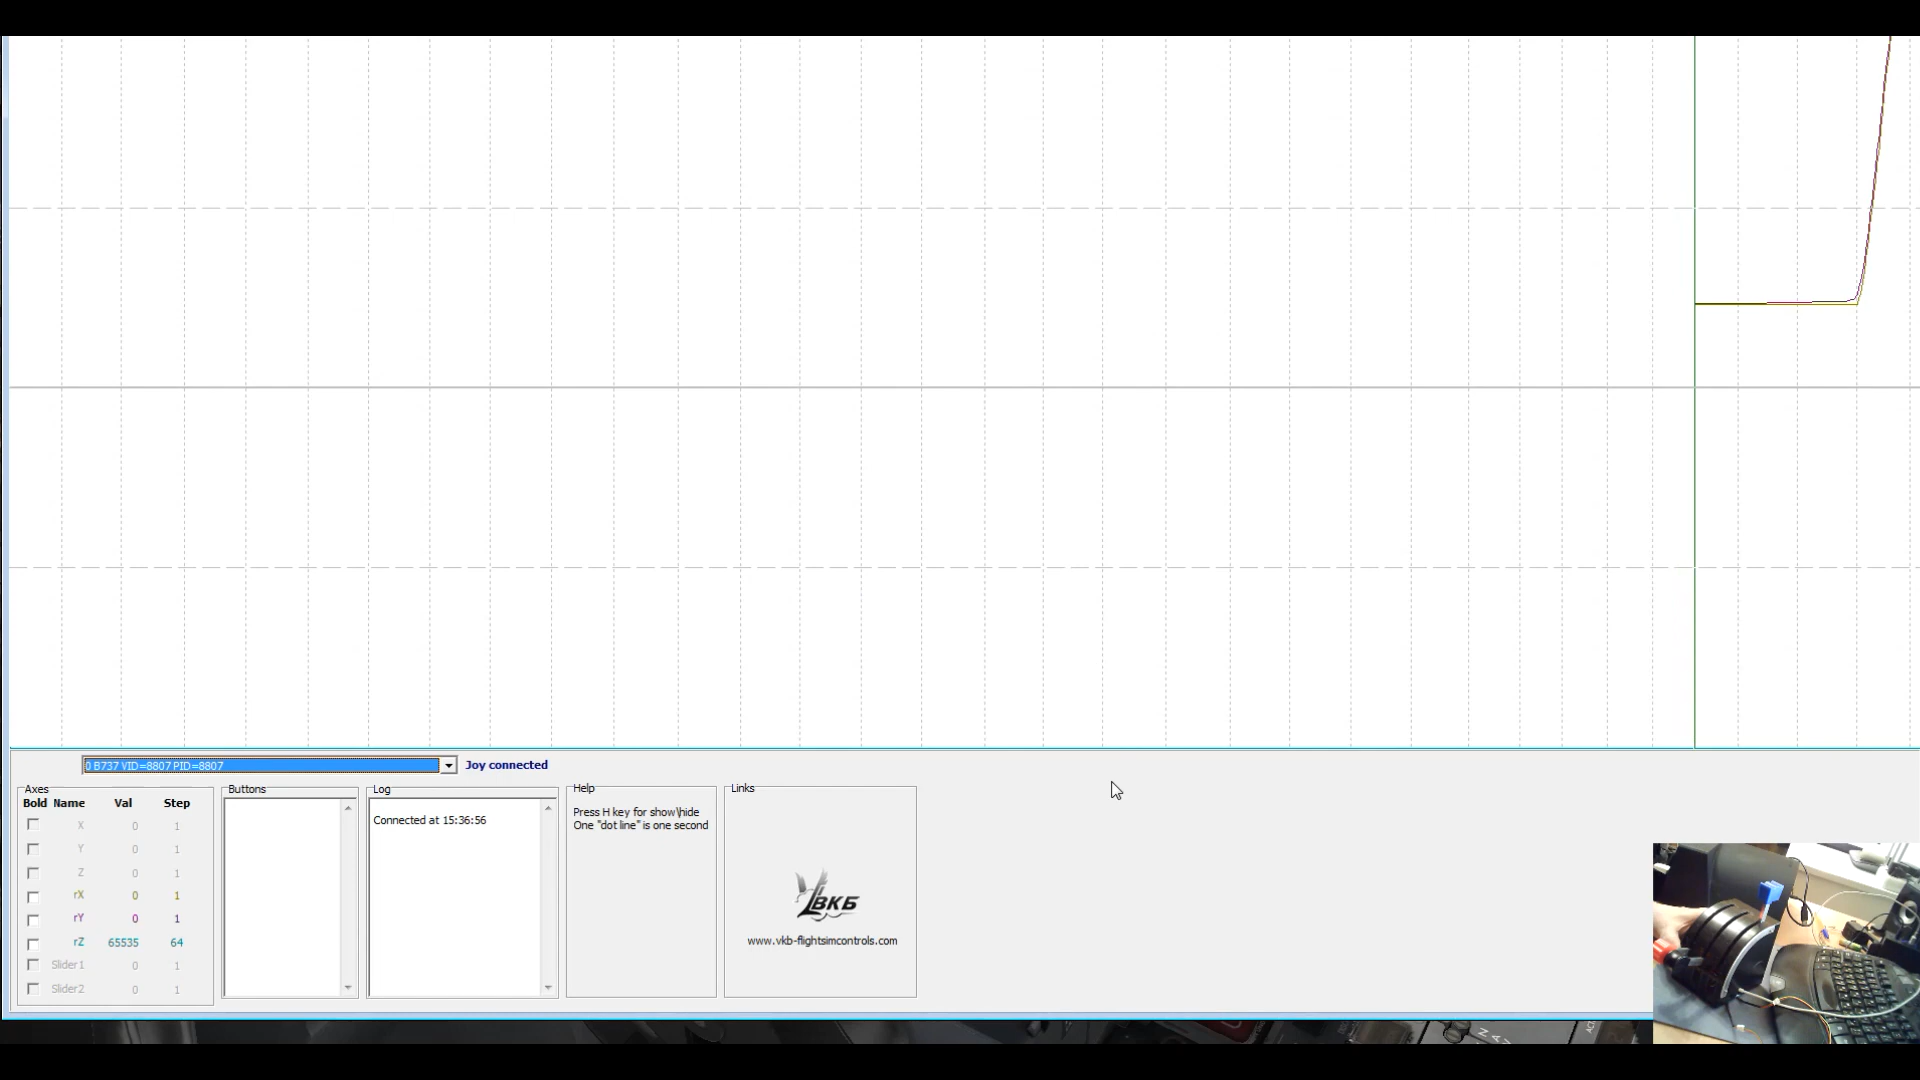 0 B737 VID=8807 PID=8807
Joy connected
Axes
Bold Name Val Step
X 0 1
Y 0 1
Z 0 1
rX 0 1
rY 0 1
rZ 65535 64
Slider1 0 1
Slider2 0 1
Buttons
Log
Connected at 15:36:56
Help
Press H key for show\hide
One "dot line" is one second
Links
ВКБ
www.vkb-flightsimcontrols.com